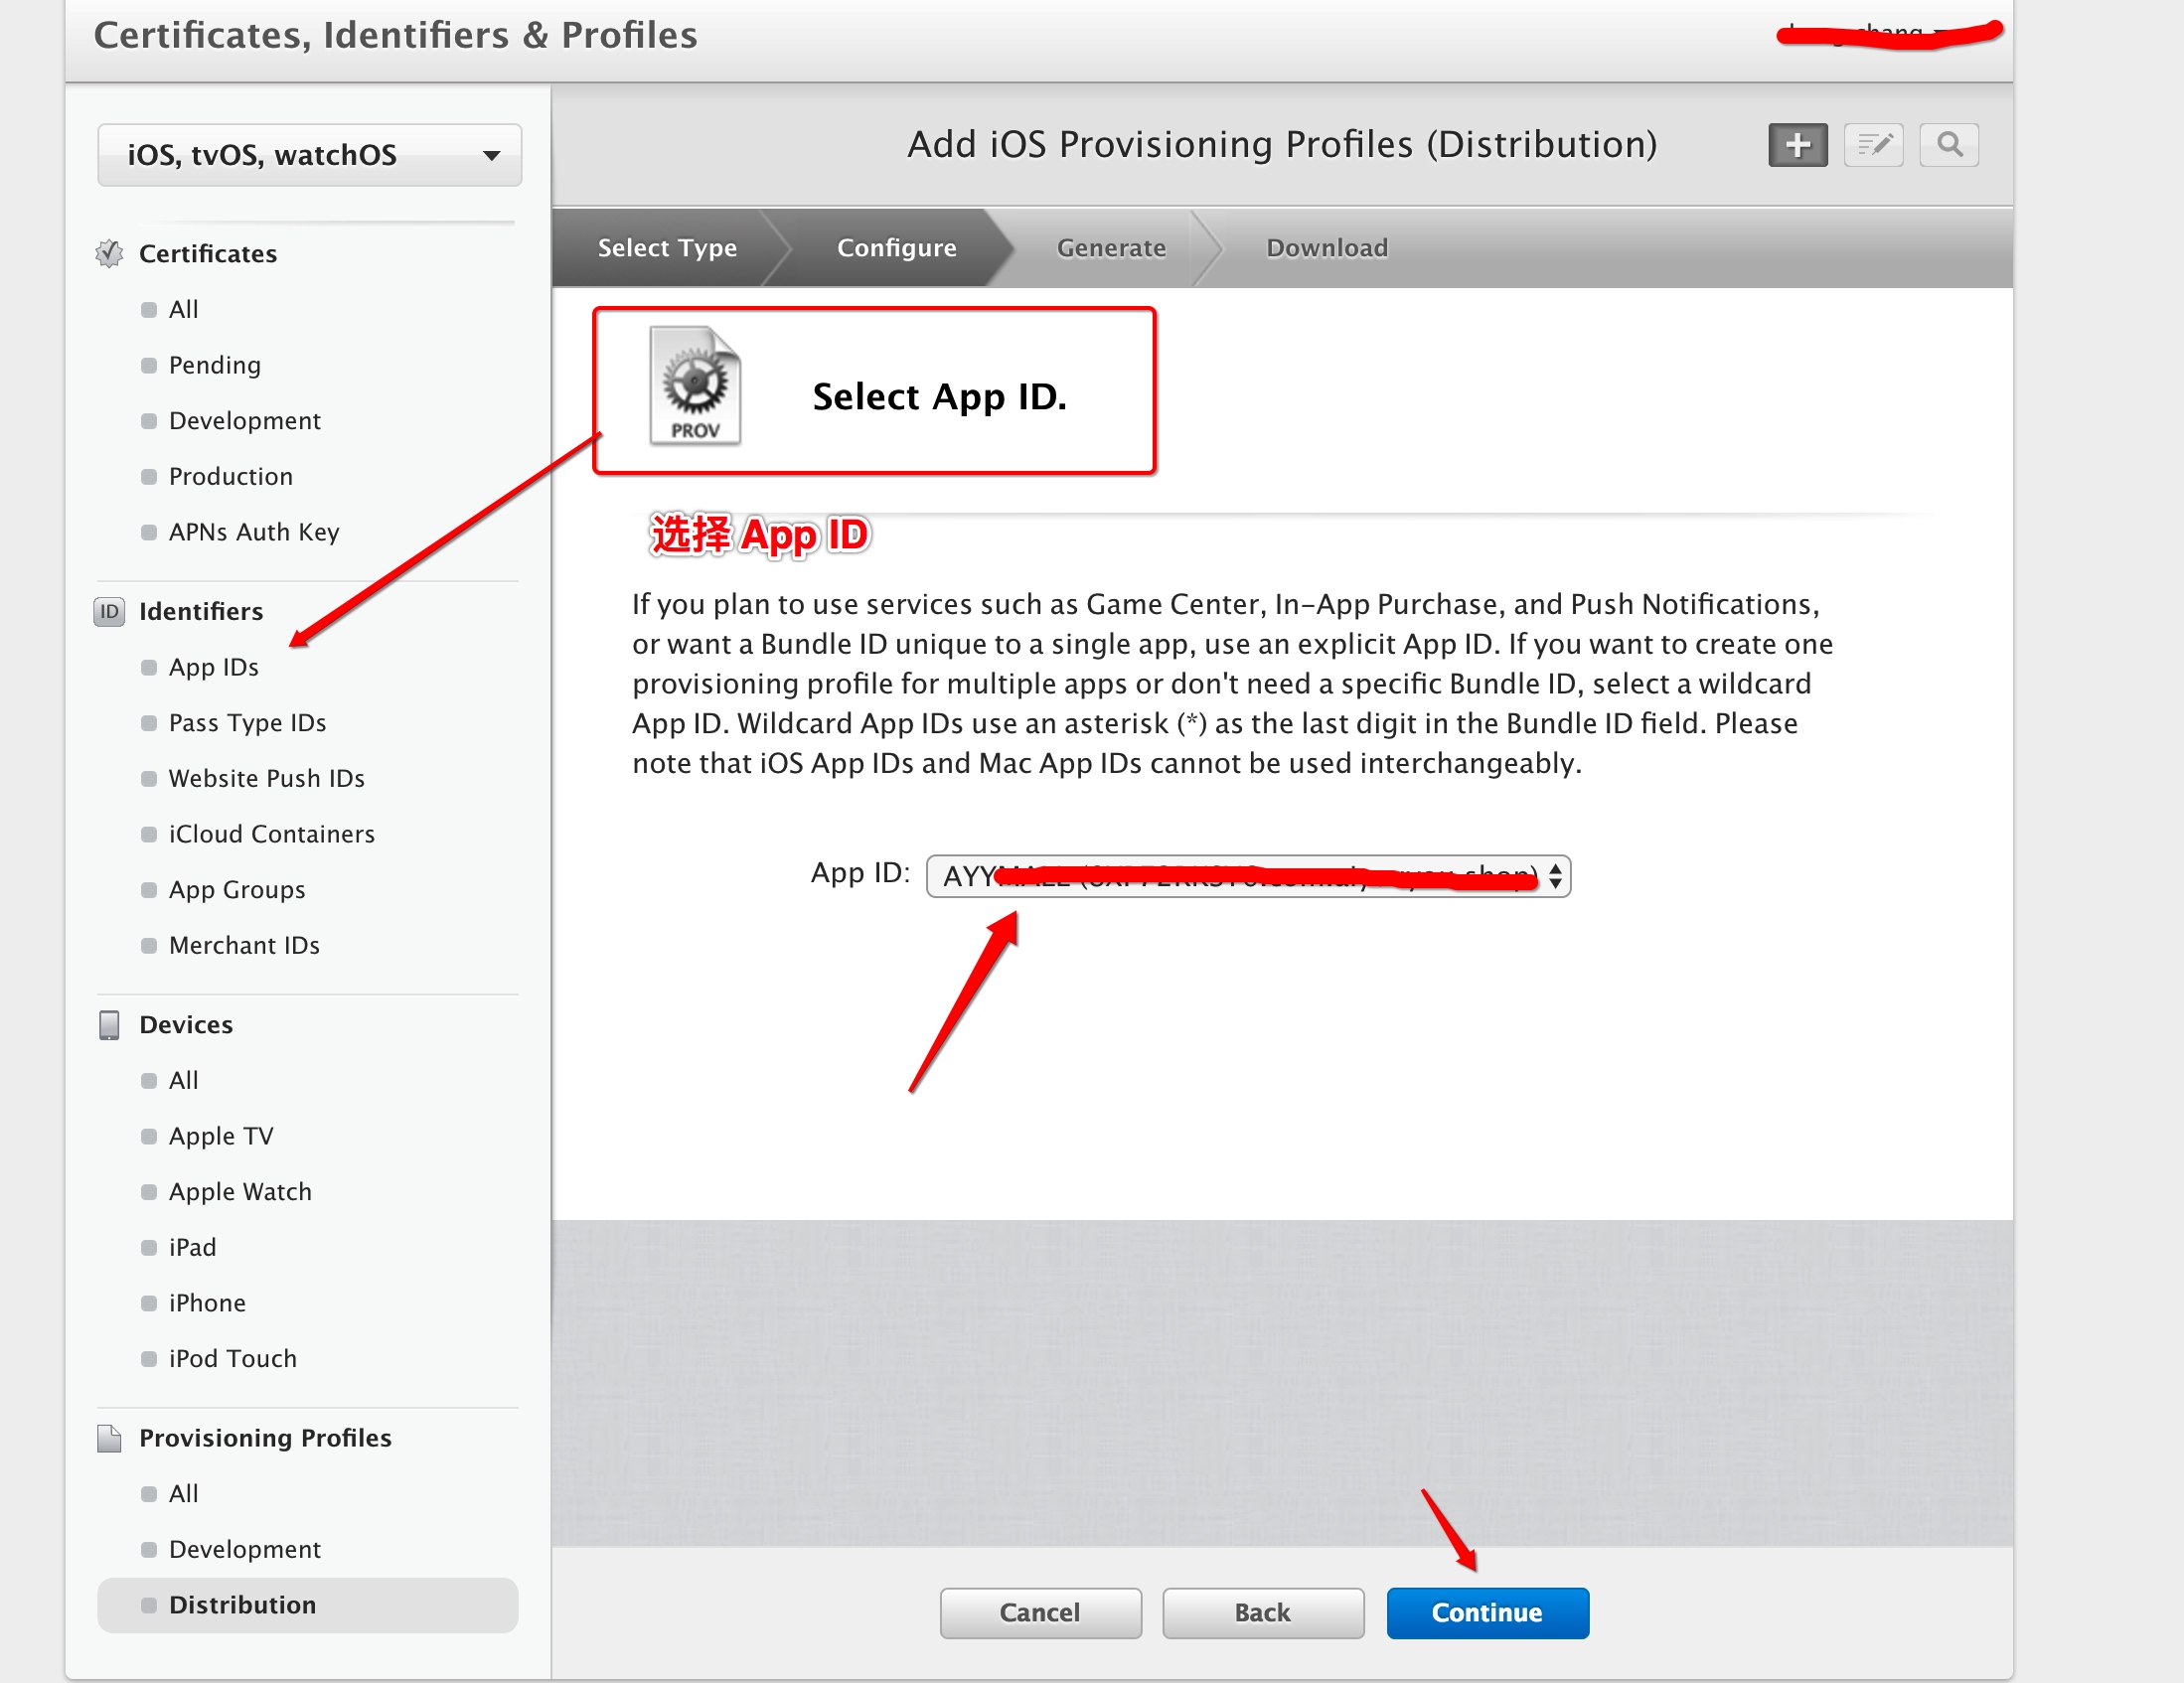 Certificates, Identifiers & Profiles
iOS, tvOS, watchOS
Certificates
All
Pending
Development
Production
APNs Auth Key
ID
Identifiers
App IDs
Pass Type IDs
Website Push IDs
iCloud Containers
App Groups
Merchant IDs
Devices
All
Apple TV
Apple Watch
iPad
iPhone
iPod Touch
Provisioning Profiles
All
Development
Distribution
Add iOS Provisioning Profiles (Distribution)
Select Type
Configure
Generate
Download
PROV
Select App ID.
选择 App ID
If you plan to use services such as Game Center, In-App Purchase, and Push Notifications,
or want a Bundle ID unique to a single app, use an explicit App ID. If you want to create one
provisioning profile for multiple apps or don't need a specific Bundle ID, select a wildcard
App ID. Wildcard App IDs use an asterisk (*) as the last digit in the Bundle ID field. Please
note that iOS App IDs and Mac App IDs cannot be used interchangeably.
App ID:
Cancel
Back
Continue